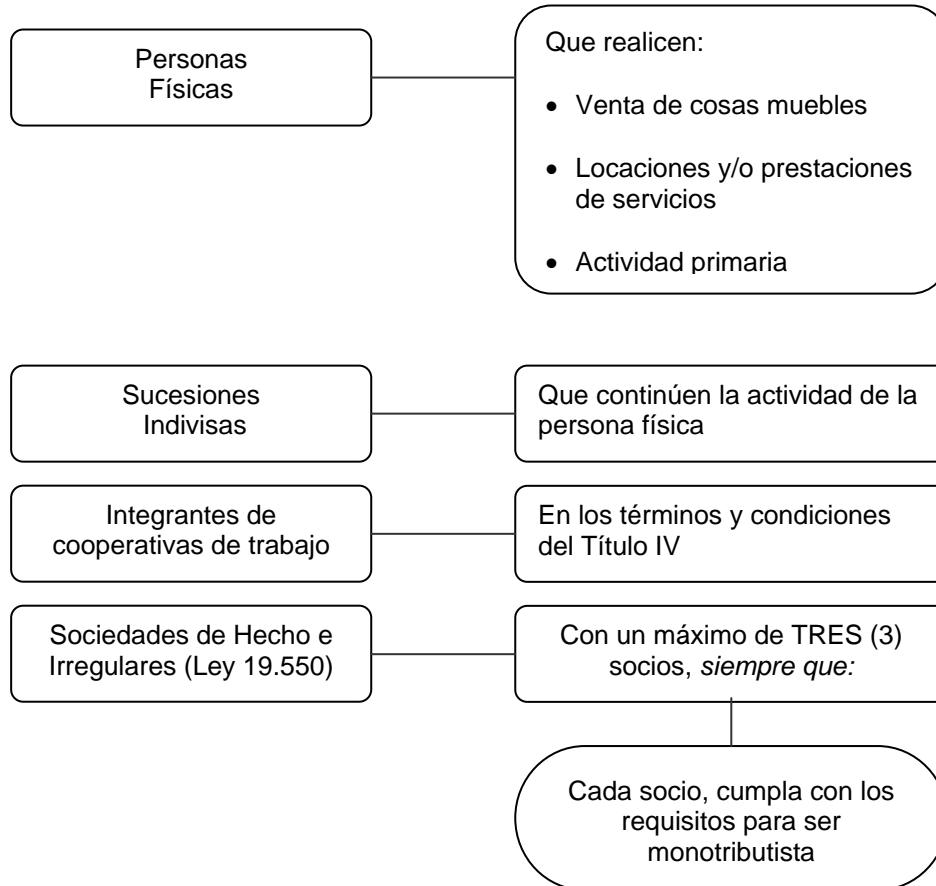 Personas
Físicas
Que realicen:
• Venta de cosas muebles
• Locaciones y/o prestaciones
de servicios
• Actividad primaria
Sucesiones
Indivisas
Que continúen la actividad de la
persona física
Integrantes de
cooperativas de trabajo
En los términos y condiciones
del Título IV
Sociedades de Hecho e
Irregulares (Ley 19.550)
Con un máximo de TRES (3)
socios, siempre que:
Cada socio, cumpla con los
requisitos para ser
monotributista